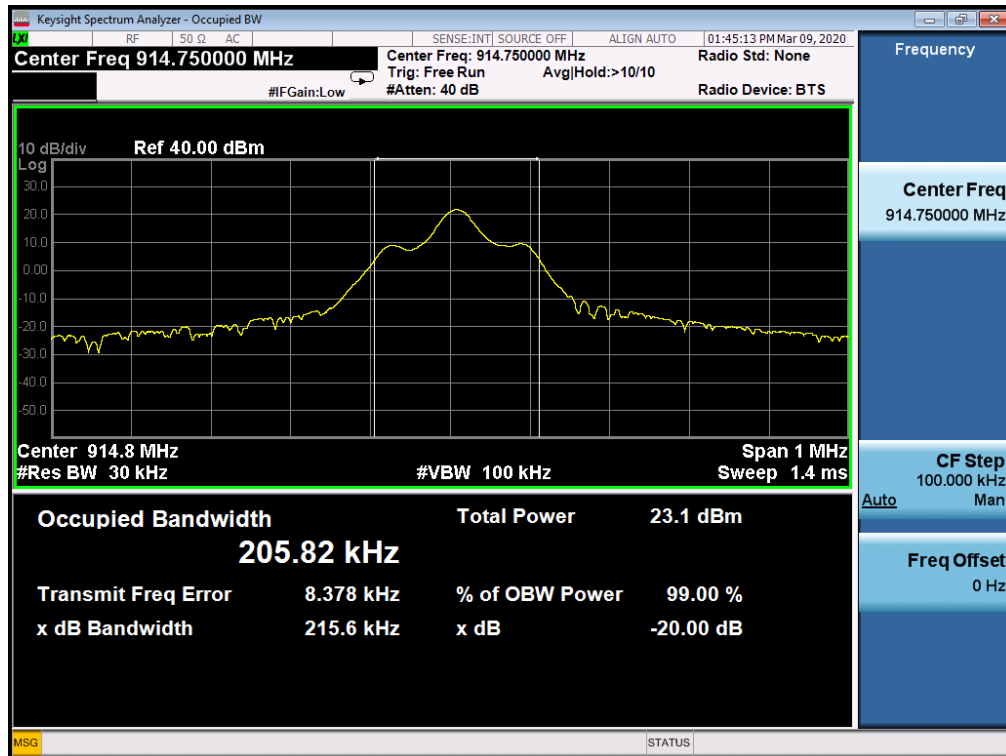 Keysight Spectrum Analyzer - Occupied BW
LXI RF 50 Ω AC SENSE:INT SOURCE OFF ALIGN AUTO 01:45:13 PM Mar 09, 2020
Center Freq 914.750000 MHz
Center Freq: 914.750000 MHz
Radio Std: None
Trig: Free Run Avg|Hold:>10/10
#IFGain:Low
#Atten: 40 dB
Radio Device: BTS
10 dB/div Ref 40.00 dBm
Log
30.0
20.0
10.0
0.00
-10.0
-20.0
-30.0
-40.0
-50.0
Center 914.8 MHz Span 1 MHz
#Res BW 30 kHz #VBW 100 kHz Sweep 1.4 ms
Occupied Bandwidth Total Power 23.1 dBm
205.82 kHz
Transmit Freq Error 8.378 kHz % of OBW Power 99.00 %
x dB Bandwidth 215.6 kHz x dB -20.00 dB
Frequency
Center Freq
914.750000 MHz
CF Step
100.000 kHz
Auto Man
Freq Offset
0 Hz
MSG STATUS